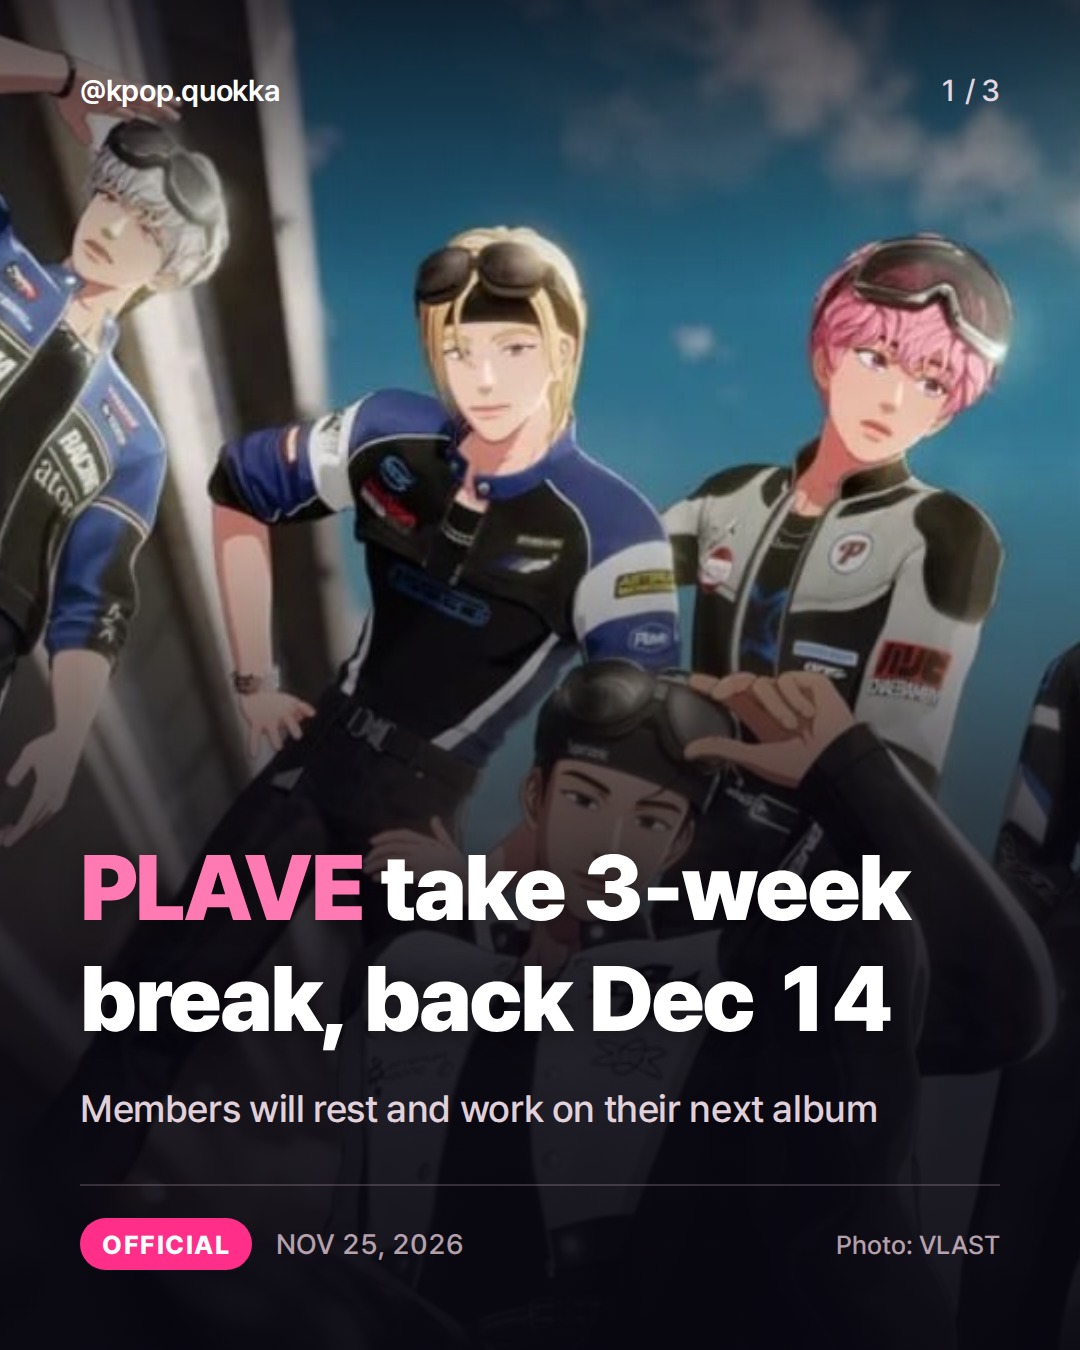 @kpop.quokka
1 / 3
RACING
PLAVE take 3-week
break, back Dec 14
Members will rest and work on their next album
OFFICIAL
NOV 25, 2026
Photo: VLAST